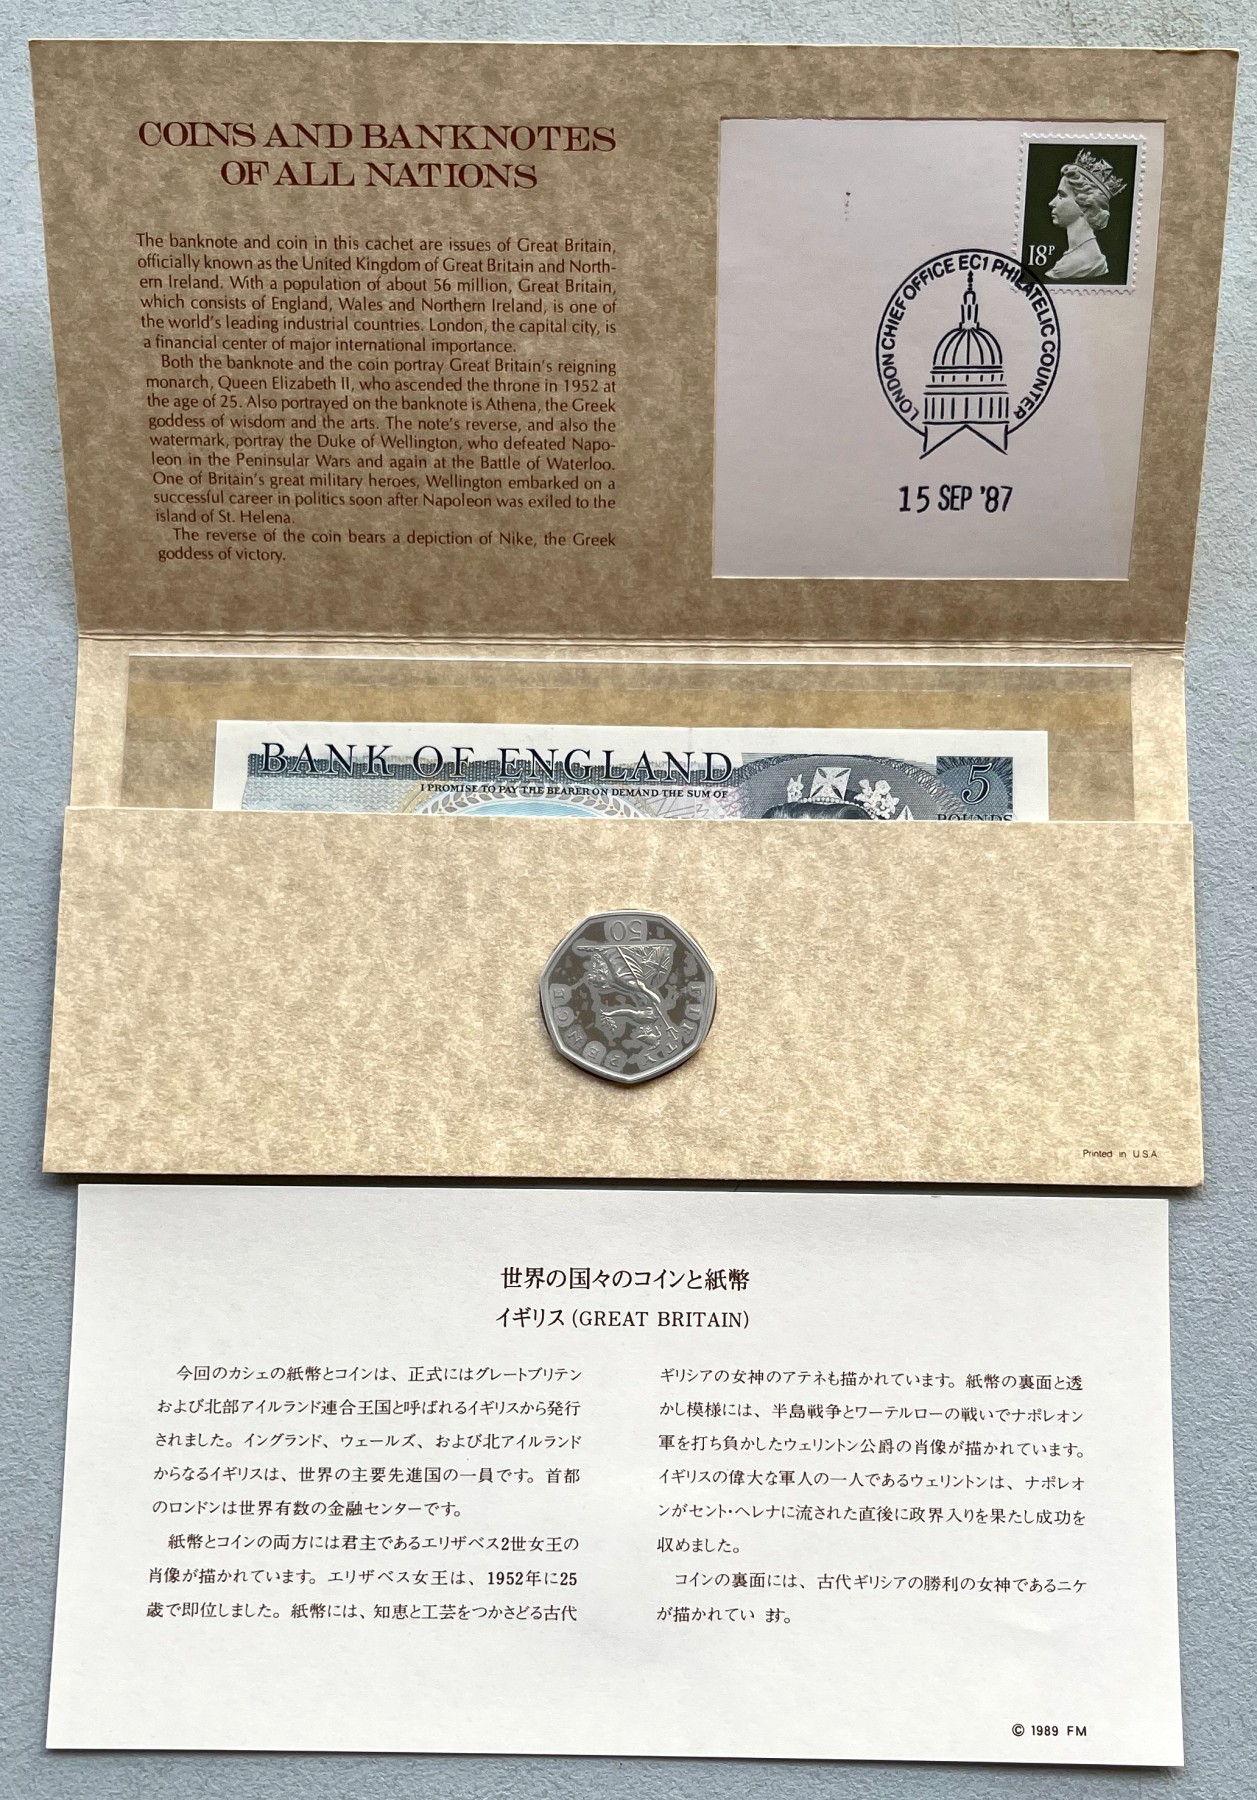 COINS AND BANKNOTES
OF ALL NATIONS
The banknote and coin in this cachet are issues of Great Britain,
officially known as the United Kingdom of Great Britain and North-
ern Ireland. With a population of about 56 million, Great Britain,
which consists of England, Wales and Northern Ireland, is one of
the world's leading industrial countries. London, the capital city, is
a financial center of major international importance.
Both the banknote and the coin portray Great Britain's reigning
monarch, Queen Elizabeth II, who ascended the throne in 1952 at
the age of 25. Also portrayed on the banknote is Athena, the Greek
goddess of wisdom and the arts. The note's reverse, and also the
watermark, portray the Duke of Wellington, who defeated Napo-
leon in the Peninsular Wars and again at the Battle of Waterloo.
One of Britain's great military heroes, Wellington embarked on a
successful career in politics soon after Napoleon was exiled to the
island of St. Helena.
The reverse of the coin bears a depiction of Nike, the Greek
goddess of victory.
18P
LONDON CHIEF OFFICE EC1 PHILATELIC COUNTER
15 SEP '87
BANK OF ENGLAND
I PROMISE TO PAY THE BEARER ON DEMAND THE SUM OF
5
POUNDS
50
FIFTY PENCE
Printed in U.S.A
世界の国々のコインと紙幣
イギリス (GREAT BRITAIN)
今回のカシェの紙幣とコインは、正式にはグレートブリテン
および北部アイルランド連合王国と呼ばれるイギリスから発行
されました。イングランド、ウェールズ、および北アイルランド
からなるイギリスは、世界の主要先進国の一員です。首都
のロンドンは世界有数の金融センターです。
紙幣とコインの両方には君主であるエリザベス2世女王の
肖像が描かれています。エリザベス女王は、1952年に25
歳で即位しました。紙幣には、知恵と工芸をつかさどる古代
ギリシアの女神のアテネも描かれています。紙幣の裏面と透
かし模様には、半島戦争とワーテルローの戦いでナポレオン
軍を打ち負かしたウェリントン公爵の肖像が描かれています。
イギリスの偉大な軍人の一人であるウェリントンは、ナポレオ
ンがセント・ヘレナに流された直後に政界入りを果たし成功を
収めました。
コインの裏面には、古代ギリシアの勝利の女神であるニケ
が描かれてい ます。
© 1989 FM